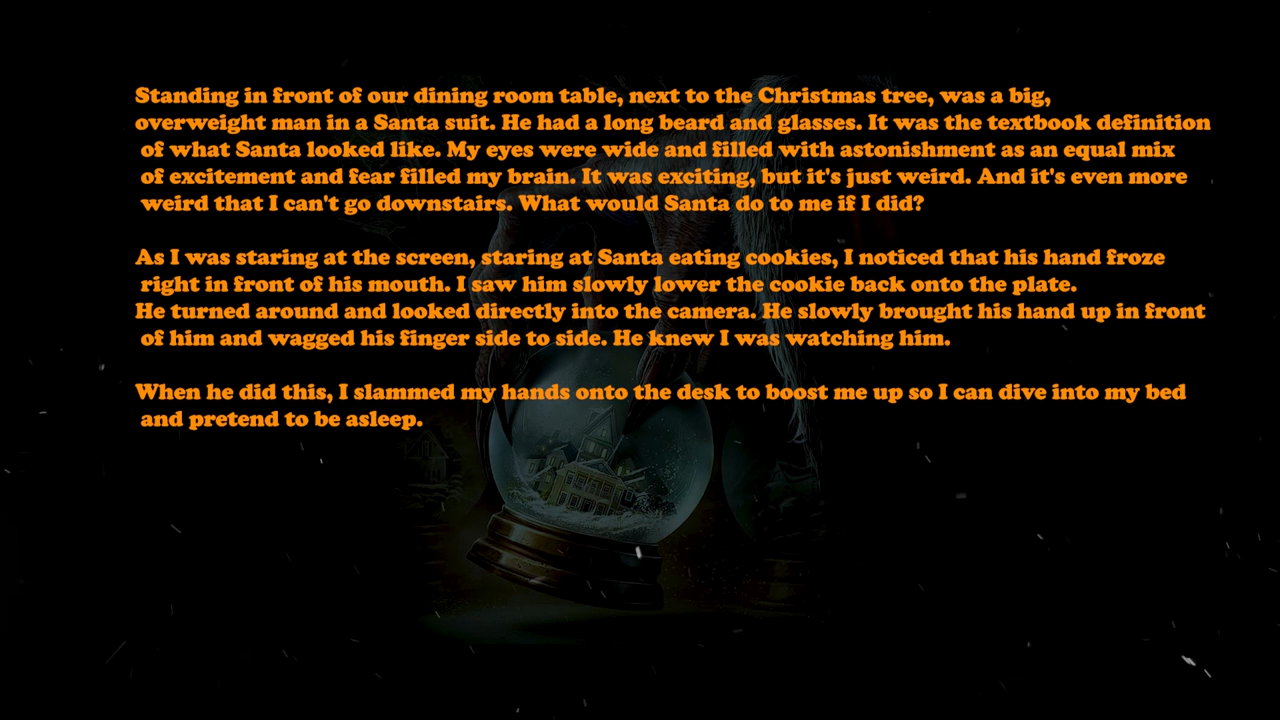 Standing in front of our dining room table, next to the Christmas tree, was a big,
overweight man in a Santa suit. He had a long beard and glasses. It was the textbook definition
of what Santa looked like. My eyes were wide and filled with astonishment as an equal mix
of excitement and fear filled my brain. It was exciting, but it's just weird. And it's even more
weird that I can't go downstairs. What would Santa do to me if I did?
As I was staring at the screen, staring at Santa eating cookies, I noticed that his hand froze
right in front of his mouth. I saw him slowly lower the cookie back onto the plate.
He turned around and looked directly into the camera. He slowly brought his hand up in front
of him and wagged his finger side to side. He knew I was watching him.
When he did this, I slammed my hands onto the desk to boost me up so I can dive into my bed
and pretend to be asleep.